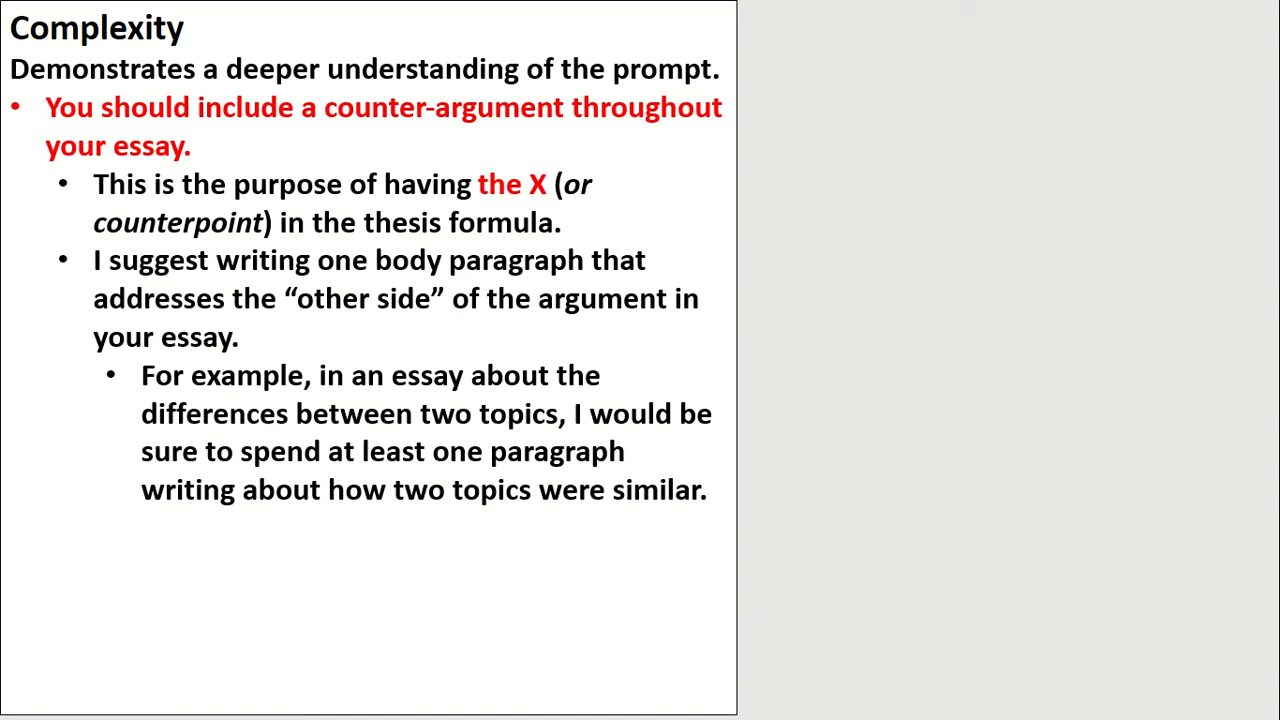 Complexity
Demonstrates a deeper understanding of the prompt.
• You should include a counter-argument throughout
your essay.
• This is the purpose of having the X (or
counterpoint) in the thesis formula.
• I suggest writing one body paragraph that
addresses the “other side” of the argument in
your essay.
• For example, in an essay about the
differences between two topics, I would be
sure to spend at least one paragraph
writing about how two topics were similar.